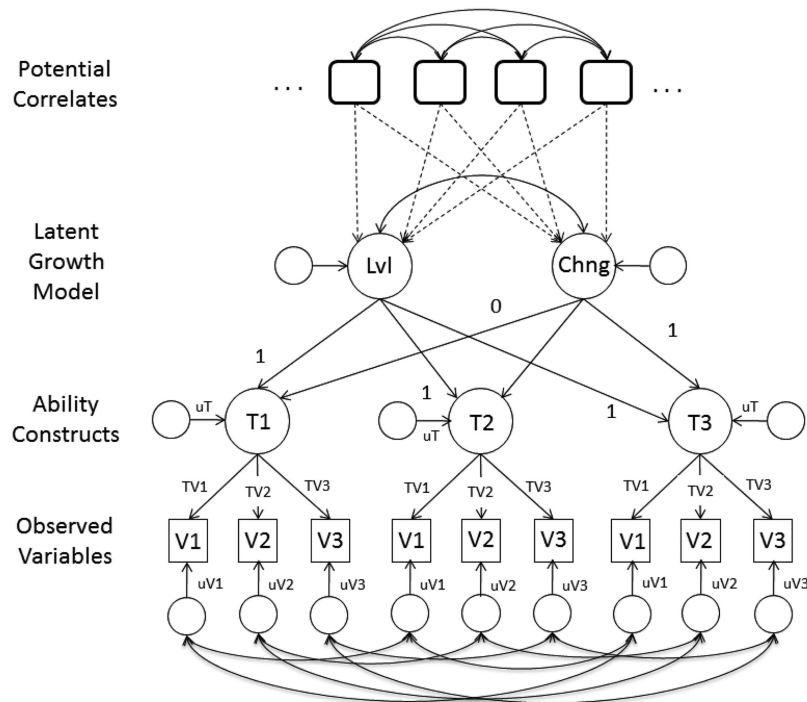 Potential
Correlates
... ...
Latent
Growth
Model
Lvl Chng
0
1 1
1 1
Ability
Constructs
uT T1 uT T2 T3 uT
TV1 TV2 TV3 TV1 TV2 TV3 TV1 TV2 TV3
Observed
Variables
V1 V2 V3 V1 V2 V3 V1 V2 V3
uV1 uV2 uV3 uV1 uV2 uV3 uV1 uV2 uV3